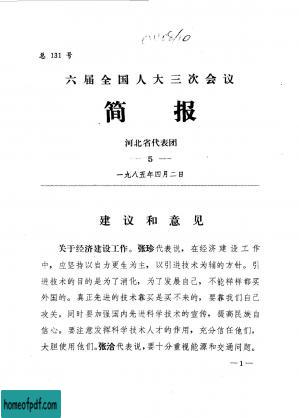 总 131 号
六届全国人大三次会议
简报
河北省代表团
— 5 —
一九八五年四月二日
建议和意见
关于经济建设工作。张珍代表说，在经济建设工作
中，应坚持以自力更生为主，以引进技术为辅的方针。引
进技术的目的是为了消化，为了发展自己，不能样样都买
外国的。真正先进的技术靠买是买不来的，要靠我们自己
攻关。同时要加强国内先进科学技术的宣传，提高民族自
信心。要注意发挥科学技术人才的作用，充分信任他们，
大胆使用他们。张洽代表说，要十分重视能源和交通问题。
— 1 —
homeofpdf.com
homeofpdf.com